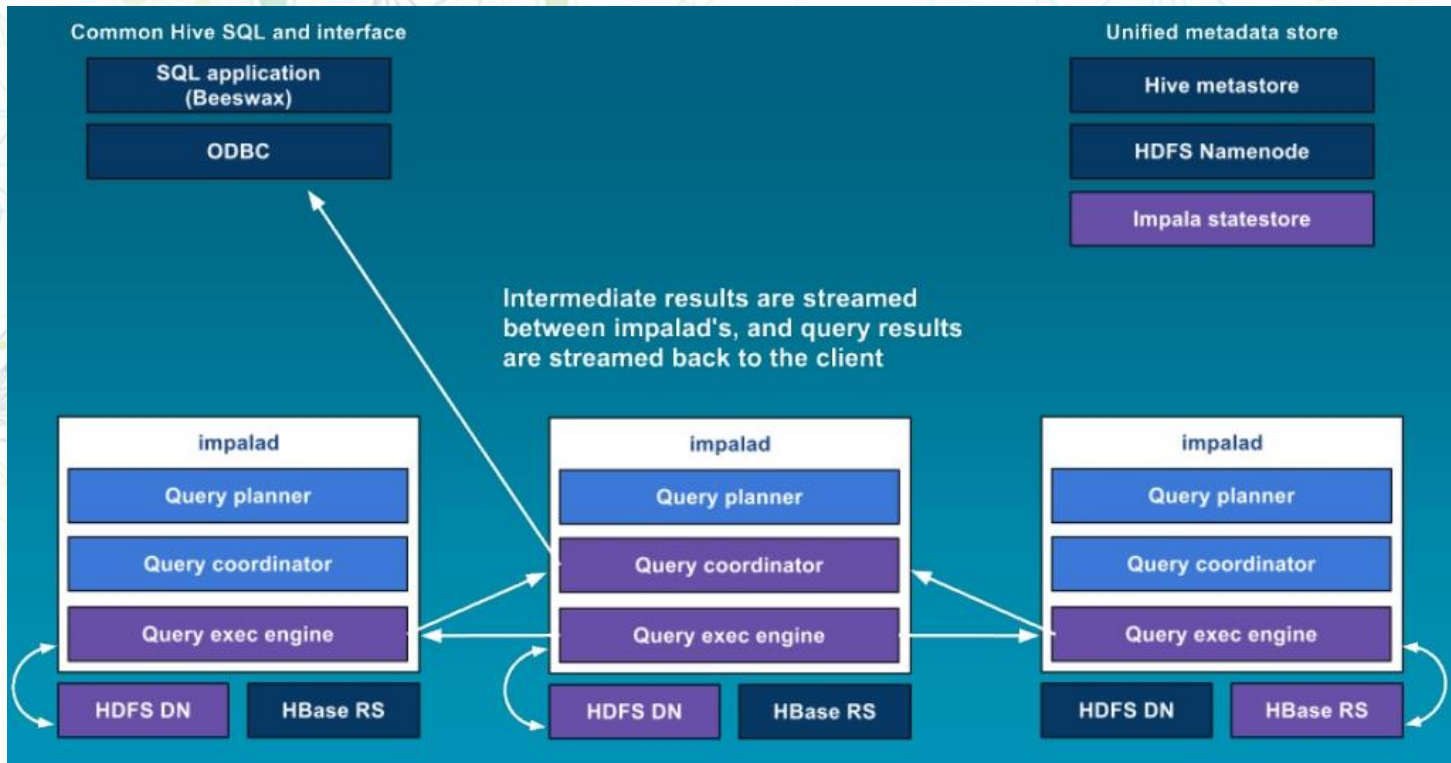 Common Hive SQL and interface
SQL application
(Beeswax)
ODBC
Unified metadata store
Hive metastore
HDFS Namenode
Impala statestore
Intermediate results are streamed
between impalad's, and query results
are streamed back to the client
impalad
Query planner
Query coordinator
Query exec engine
HDFS DN
HBase RS
impalad
Query planner
Query coordinator
Query exec engine
HDFS DN
HBase RS
impalad
Query planner
Query coordinator
Query exec engine
HDFS DN
HBase RS